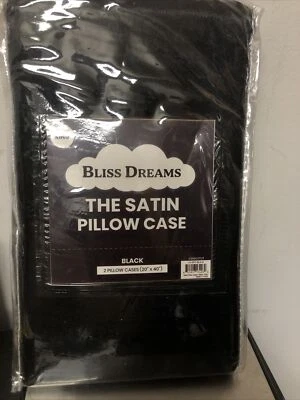 BLISS DREAMS
THE SATIN
PILLOW CASE
BLACK
2 PILLOW CASES (20" x 40")